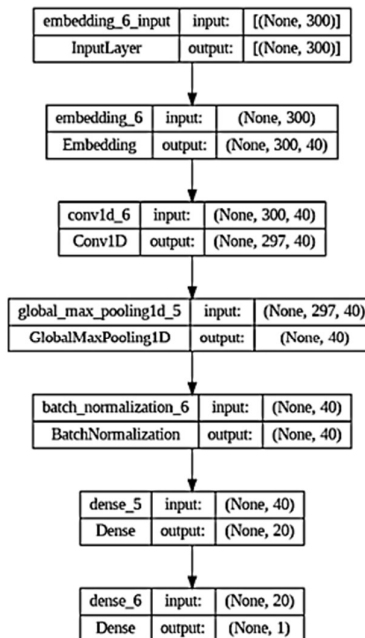 embedding_6_input input: [(None, 300)]
InputLayer output: [(None, 300)]
embedding_6 input: (None, 300)
Embedding output: (None, 300, 40)
conv1d_6 input: (None, 300, 40)
Conv1D output: (None, 297, 40)
global_max_pooling1d_5 input: (None, 297, 40)
GlobalMaxPooling1D output: (None, 40)
batch_normalization_6 input: (None, 40)
BatchNormalization output: (None, 40)
dense_5 input: (None, 40)
Dense output: (None, 20)
dense_6 input: (None, 20)
Dense output: (None, 1)